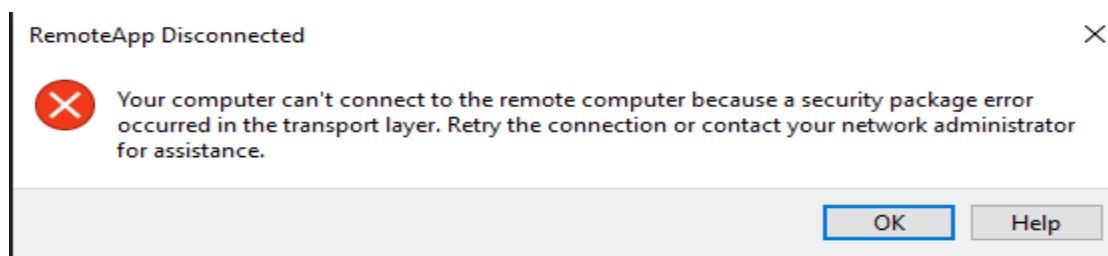 RemoteApp Disconnected
Your computer can't connect to the remote computer because a security package error
occurred in the transport layer. Retry the connection or contact your network administrator
for assistance.
OK
Help